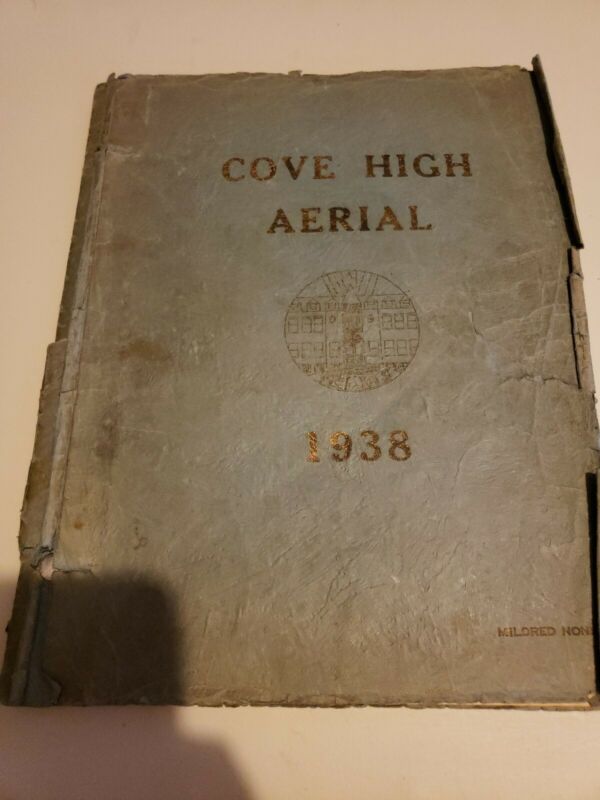 COVE HIGH
AERIAL
1938
MILDRED